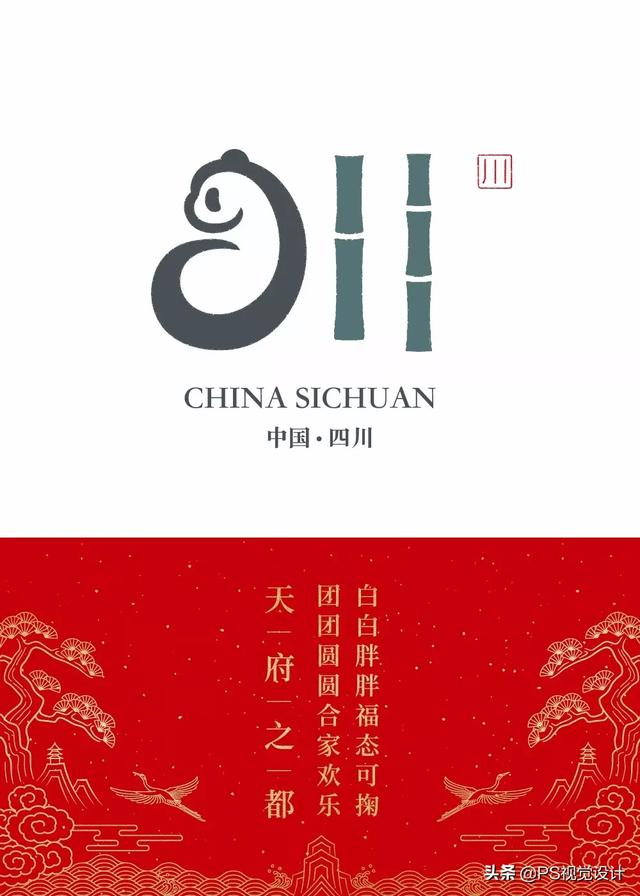 川
CHINA SICHUAN
中国·四川
白白胖胖福态可掬
团团圆圆合家欢乐
天府之都
头条@PS视觉设计